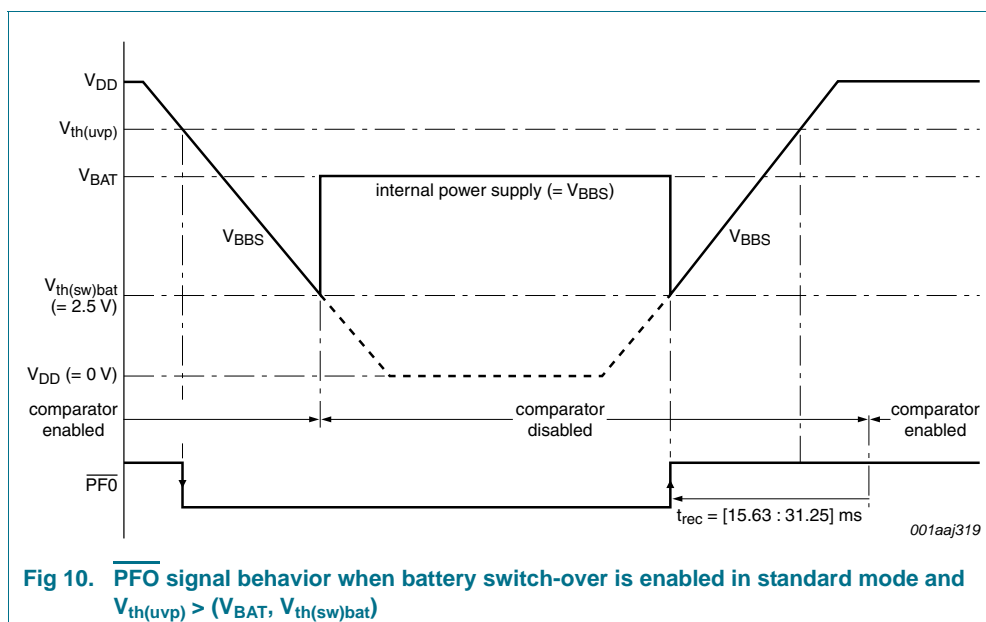 VDD
Vth(uvp)
VBAT
internal power supply (= VBBS)
VBBS
VBBS
Vth(sw)bat
(= 2.5 V)
VDD (= 0 V)
comparator
enabled
comparator
disabled
comparator
enabled
PF0
trec = [15.63 : 31.25] ms
001aaj319
Fig 10. PFO signal behavior when battery switch-over is enabled in standard mode and
Vth(uvp) > (VBAT, Vth(sw)bat)